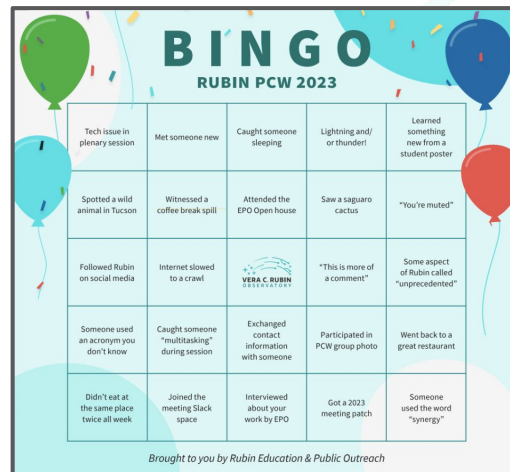 BINGO
RUBIN PCW 2023
Tech issue in
plenary session
Met someone new
Caught someone
sleeping
Lightning and/
or thunder!
Learned
something
new from a
student poster
Spotted a wild
animal in Tucson
Witnessed a
coffee break spill
Attended the
EPO Open house
Saw a saguaro
cactus
“You’re muted”
Followed Rubin
on social media
Internet slowed
to a crawl
VERA C. RUBIN
OBSERVATORY
“This is more of
a comment”
Some aspect
of Rubin called
“unprecedented”
Someone used
an acronym you
don’t know
Caught someone
“multitasking”
during session
Exchanged
contact
information
with someone
Participated in
PCW group photo
Went back to a
great restaurant
Didn’t eat at
the same place
twice all week
Joined the
meeting Slack
space
Interviewed
about your
work by EPO
Got a 2023
meeting patch
Someone
used the word
“synergy”
Brought to you by Rubin Education & Public Outreach